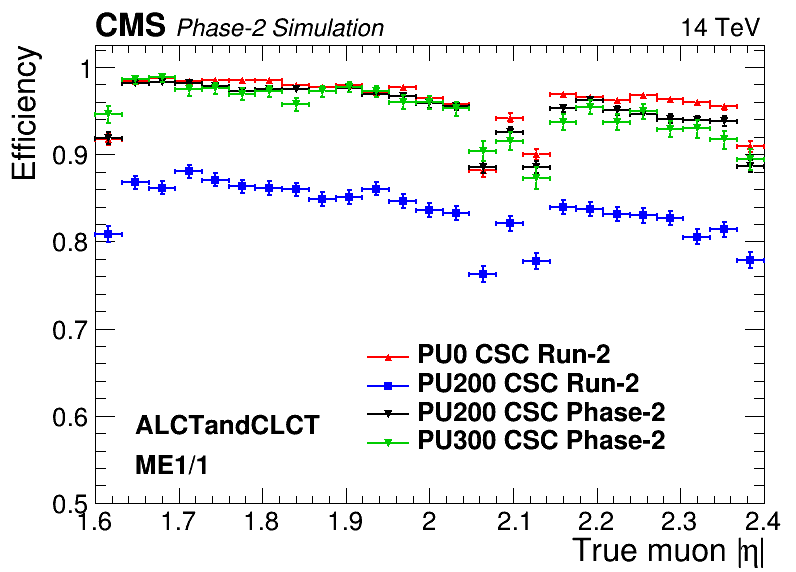 CMS Phase-2 Simulation 14 TeV
Efficiency
1
0.9
0.8
0.7
0.6
0.5
PU0 CSC Run-2
PU200 CSC Run-2
PU200 CSC Phase-2
PU300 CSC Phase-2
ALCTandCLCT
ME1/1
1.6 1.7 1.8 1.9 2 2.1 2.2 2.3 2.4
True muon |η|